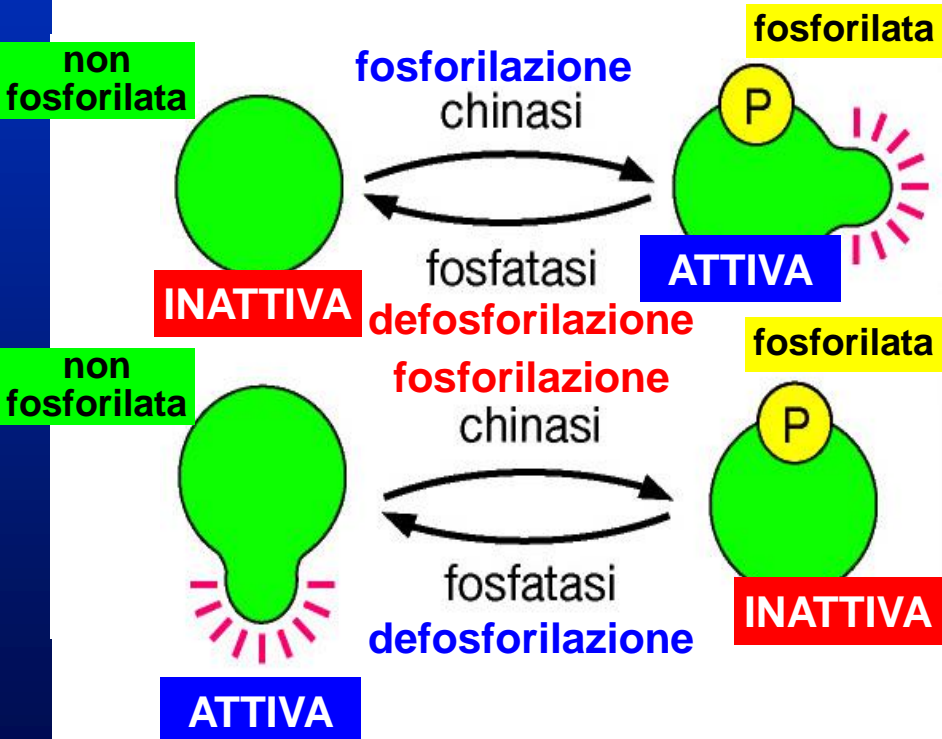 fosforilata
non
fosforilata
fosforilazione
chinasi
P
fosfatasi
ATTIVA
INATTIVA
defosforilazione
fosforilata
non
fosforilata
fosforilazione
chinasi
P
fosfatasi
INATTIVA
defosforilazione
ATTIVA